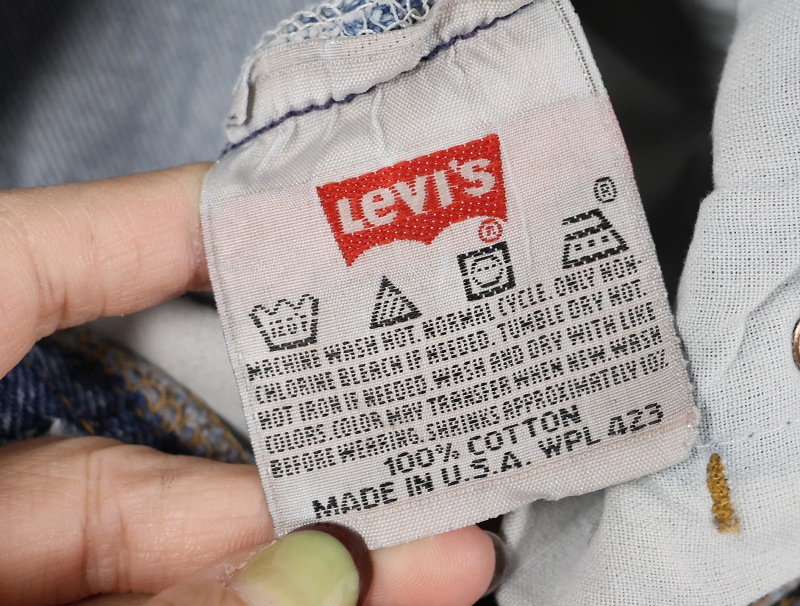 LEVI'S
®
®
120F
MACHINE WASH HOT, NORMAL CYCLE. ONLY NON-
CHLORINE BLEACH IF NEEDED. TUMBLE DRY HOT.
HOT IRON IF NEEDED WASH AND DRY WITH LIKE
COLORS. COLOR MAY TRANSFER WHEN NEW. WASH
BEFORE WEARING. SHRINKS APPROXIMATELY 10%
100% COTTON
MADE IN U.S.A. WPL 423